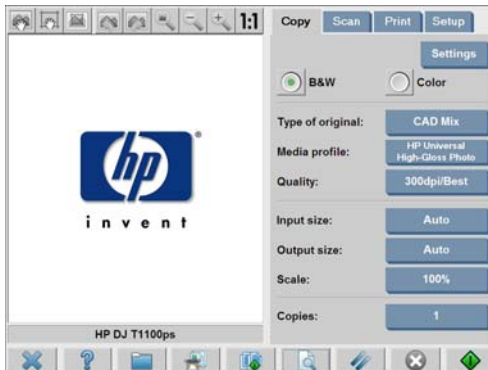 1:1
Copy Scan Print Setup
Settings
B&W Color
Type of original: CAD Mix
Media profile: HP Universal
High-Gloss Photo
Quality: 300dpi/Best
hp
®
invent
Input size: Auto
Output size: Auto
Scale: 100%
Copies: 1
HP DJ T1100ps
?